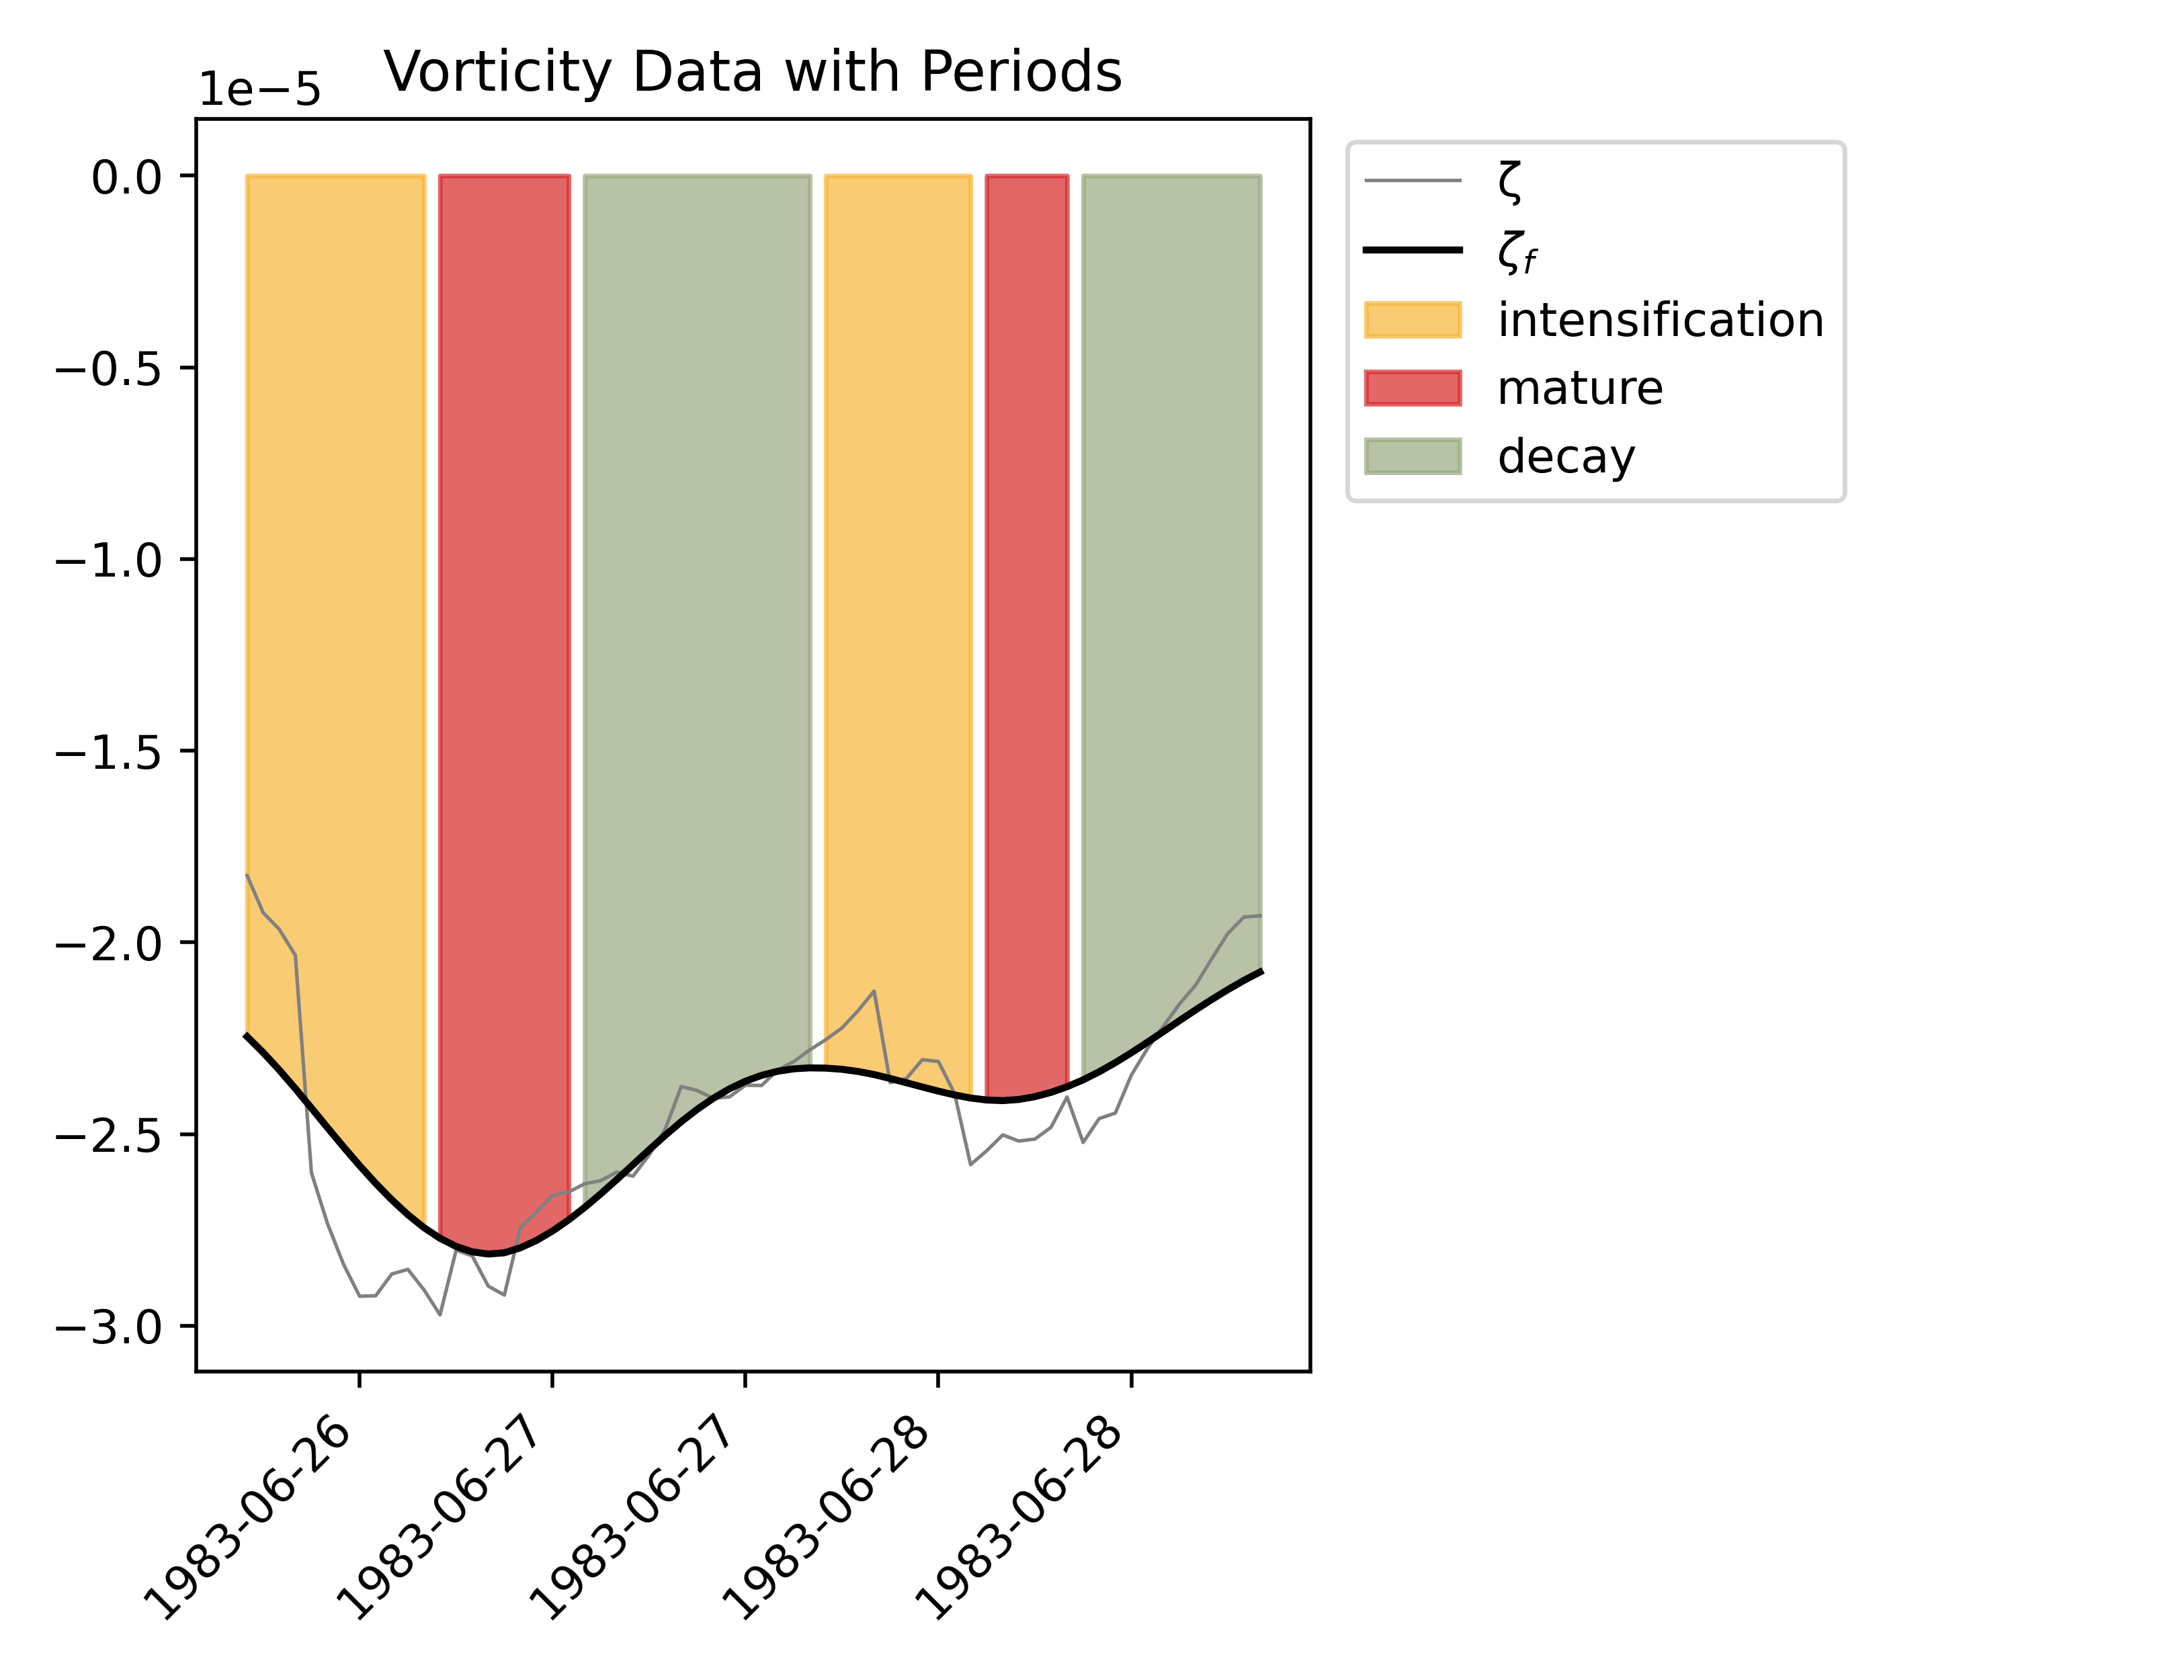 Vorticity Data with Periods
1e−5
0.0
−0.5
−1.0
−1.5
−2.0
−2.5
−3.0
1983-06-26
1983-06-27
1983-06-27
1983-06-28
1983-06-28
ζ
ζf
intensification
mature
decay